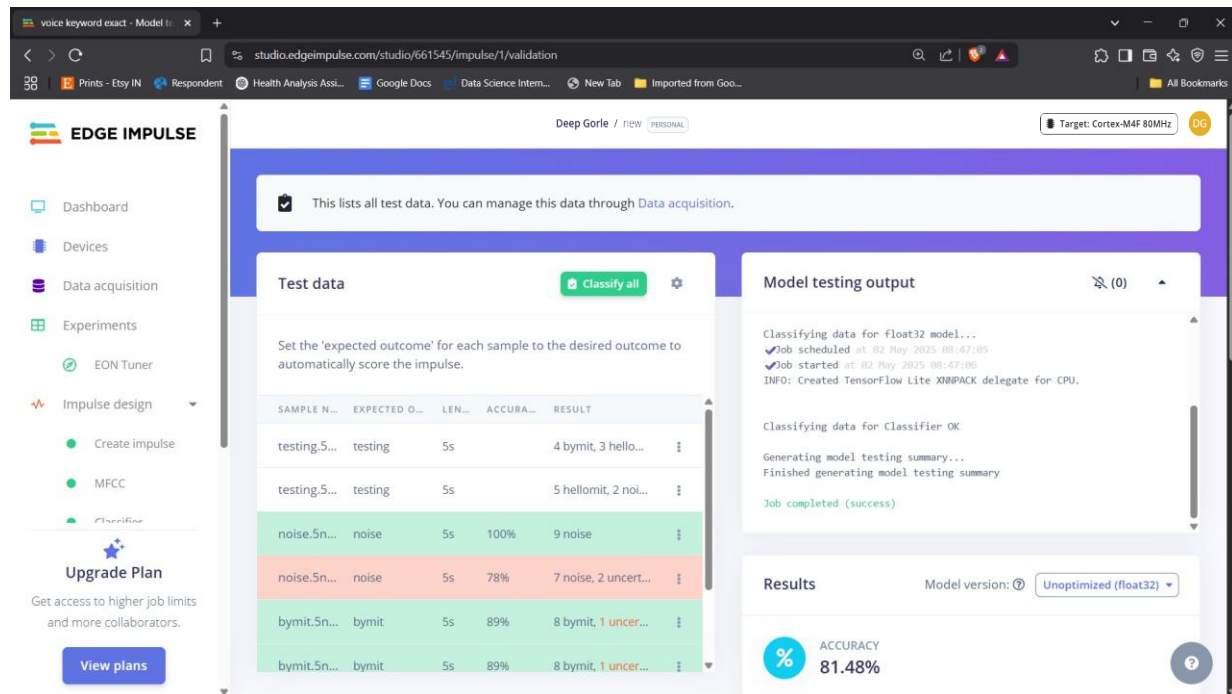 voice keyword exact - Model te
studio.edgeimpulse.com/studio/661545/impulse/1/validation
Prints - Etsy IN
Respondent
Health Analysis Assi...
Google Docs
Data Science Intern...
New Tab
Imported from Goo...
All Bookmarks
EDGE IMPULSE
Deep Gorle / new PERSONAL
Target: Cortex-M4F 80MHz
DG
Dashboard
Devices
Data acquisition
Experiments
EON Tuner
Impulse design
Create impulse
MFCC
Classifier
Upgrade Plan
Get access to higher job limits
and more collaborators.
View plans
This lists all test data. You can manage this data through Data acquisition.
Test data
Classify all
Set the 'expected outcome' for each sample to the desired outcome to
automatically score the impulse.
SAMPLE N... EXPECTED O... LEN... ACCURA... RESULT
testing.5... testing 5s 4 bymit, 3 hello...
testing.5... testing 5s 5 hellomit, 2 noi...
noise.5n... noise 5s 100% 9 noise
noise.5n... noise 5s 78% 7 noise, 2 uncert...
bymit.5n... bymit 5s 89% 8 bymit, 1 uncer...
bymit.5n... bymit 5s 89% 8 bymit, 1 uncer...
Model testing output
(0)
Classifying data for float32 model...
Job scheduled at 02 May 2025 08:47:05
Job started at 02 May 2025 08:47:06
INFO: Created TensorFlow Lite XNNPACK delegate for CPU.
Classifying data for Classifier OK
Generating model testing summary...
Finished generating model testing summary
Job completed (success)
Results
Model version: ? Unoptimized (float32)
%
ACCURACY
81.48%
?